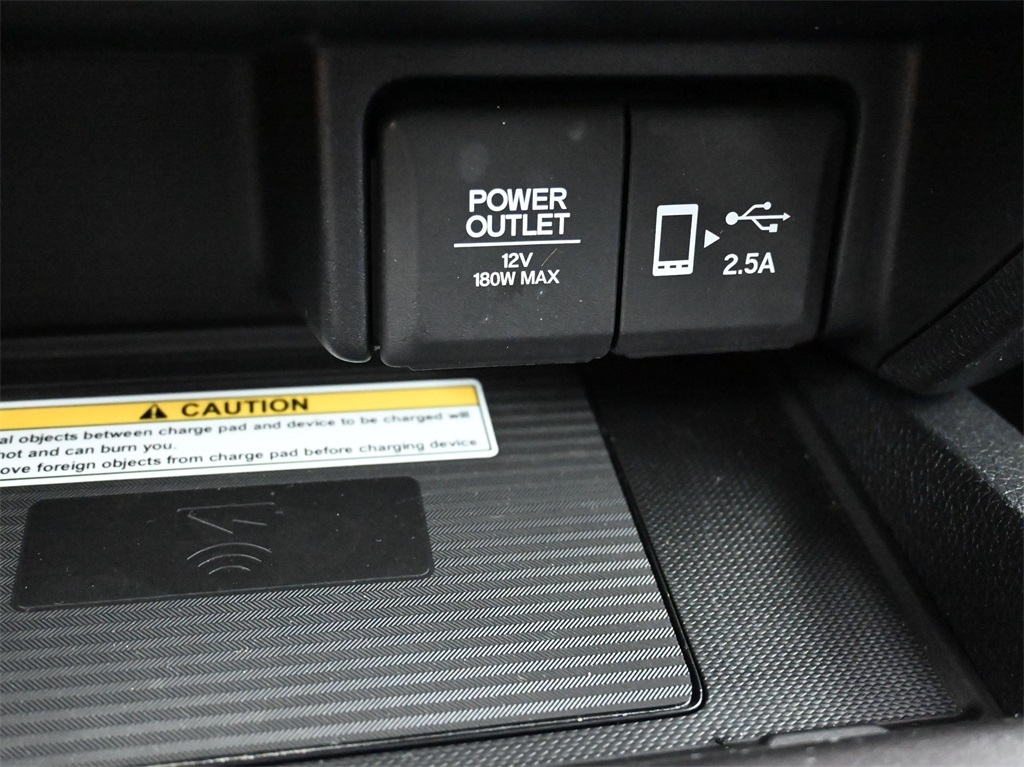 POWER
OUTLET
12V
180W MAX
2.5A
CAUTION
al objects between charge pad and device to be charged will
hot and can burn you.
ove foreign objects from charge pad before charging device